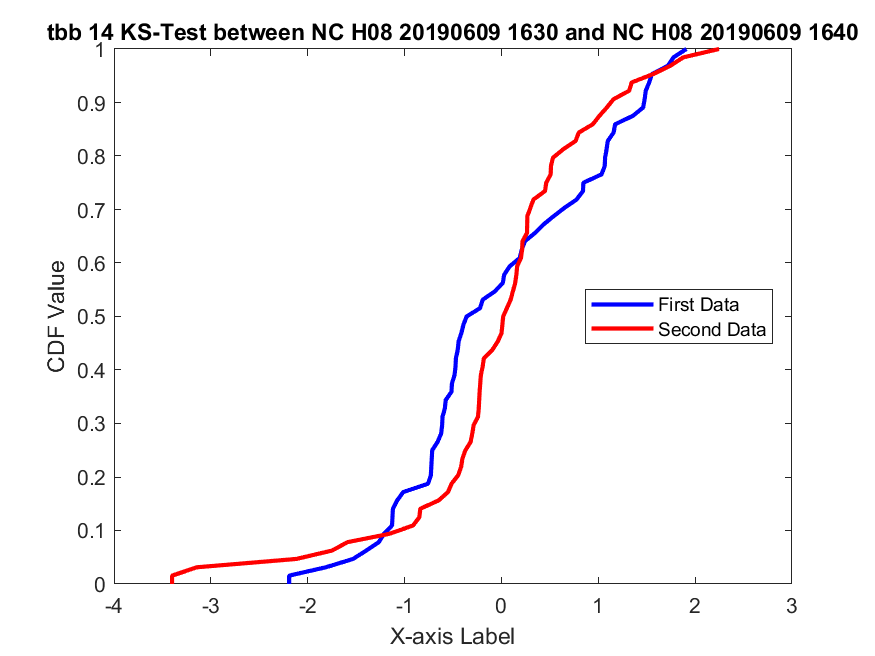 tbb 14 KS-Test between NC H08 20190609 1630 and NC H08 20190609 1640
1
0.9
0.8
0.7
0.6
0.5
0.4
0.3
0.2
0.1
0
CDF Value
First Data
Second Data
-4 -3 -2 -1 0 1 2 3
X-axis Label